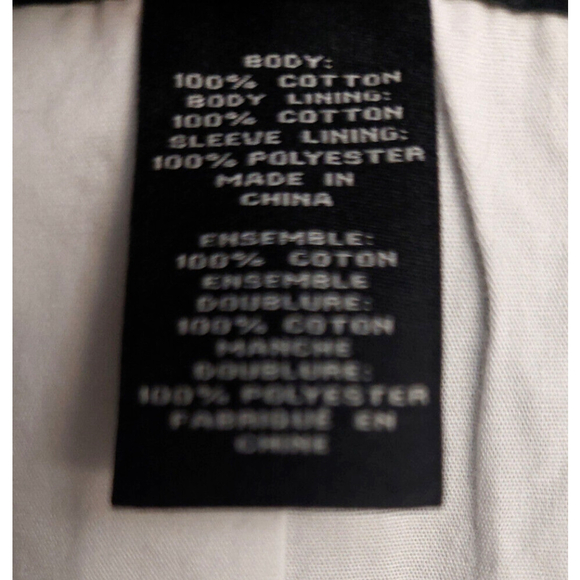 BODY:
100% COTTON
BODY LINING:
100% COTTON
SLEEVE LINING:
100% POLYESTER
MADE IN
CHINA
ENSEMBLE:
100% COTON
ENSEMBLE
DOUBLURE:
100% COTON
MANCHE
DOUBLURE:
100% POLYESTER
FABRIQUÉ EN
CHINE